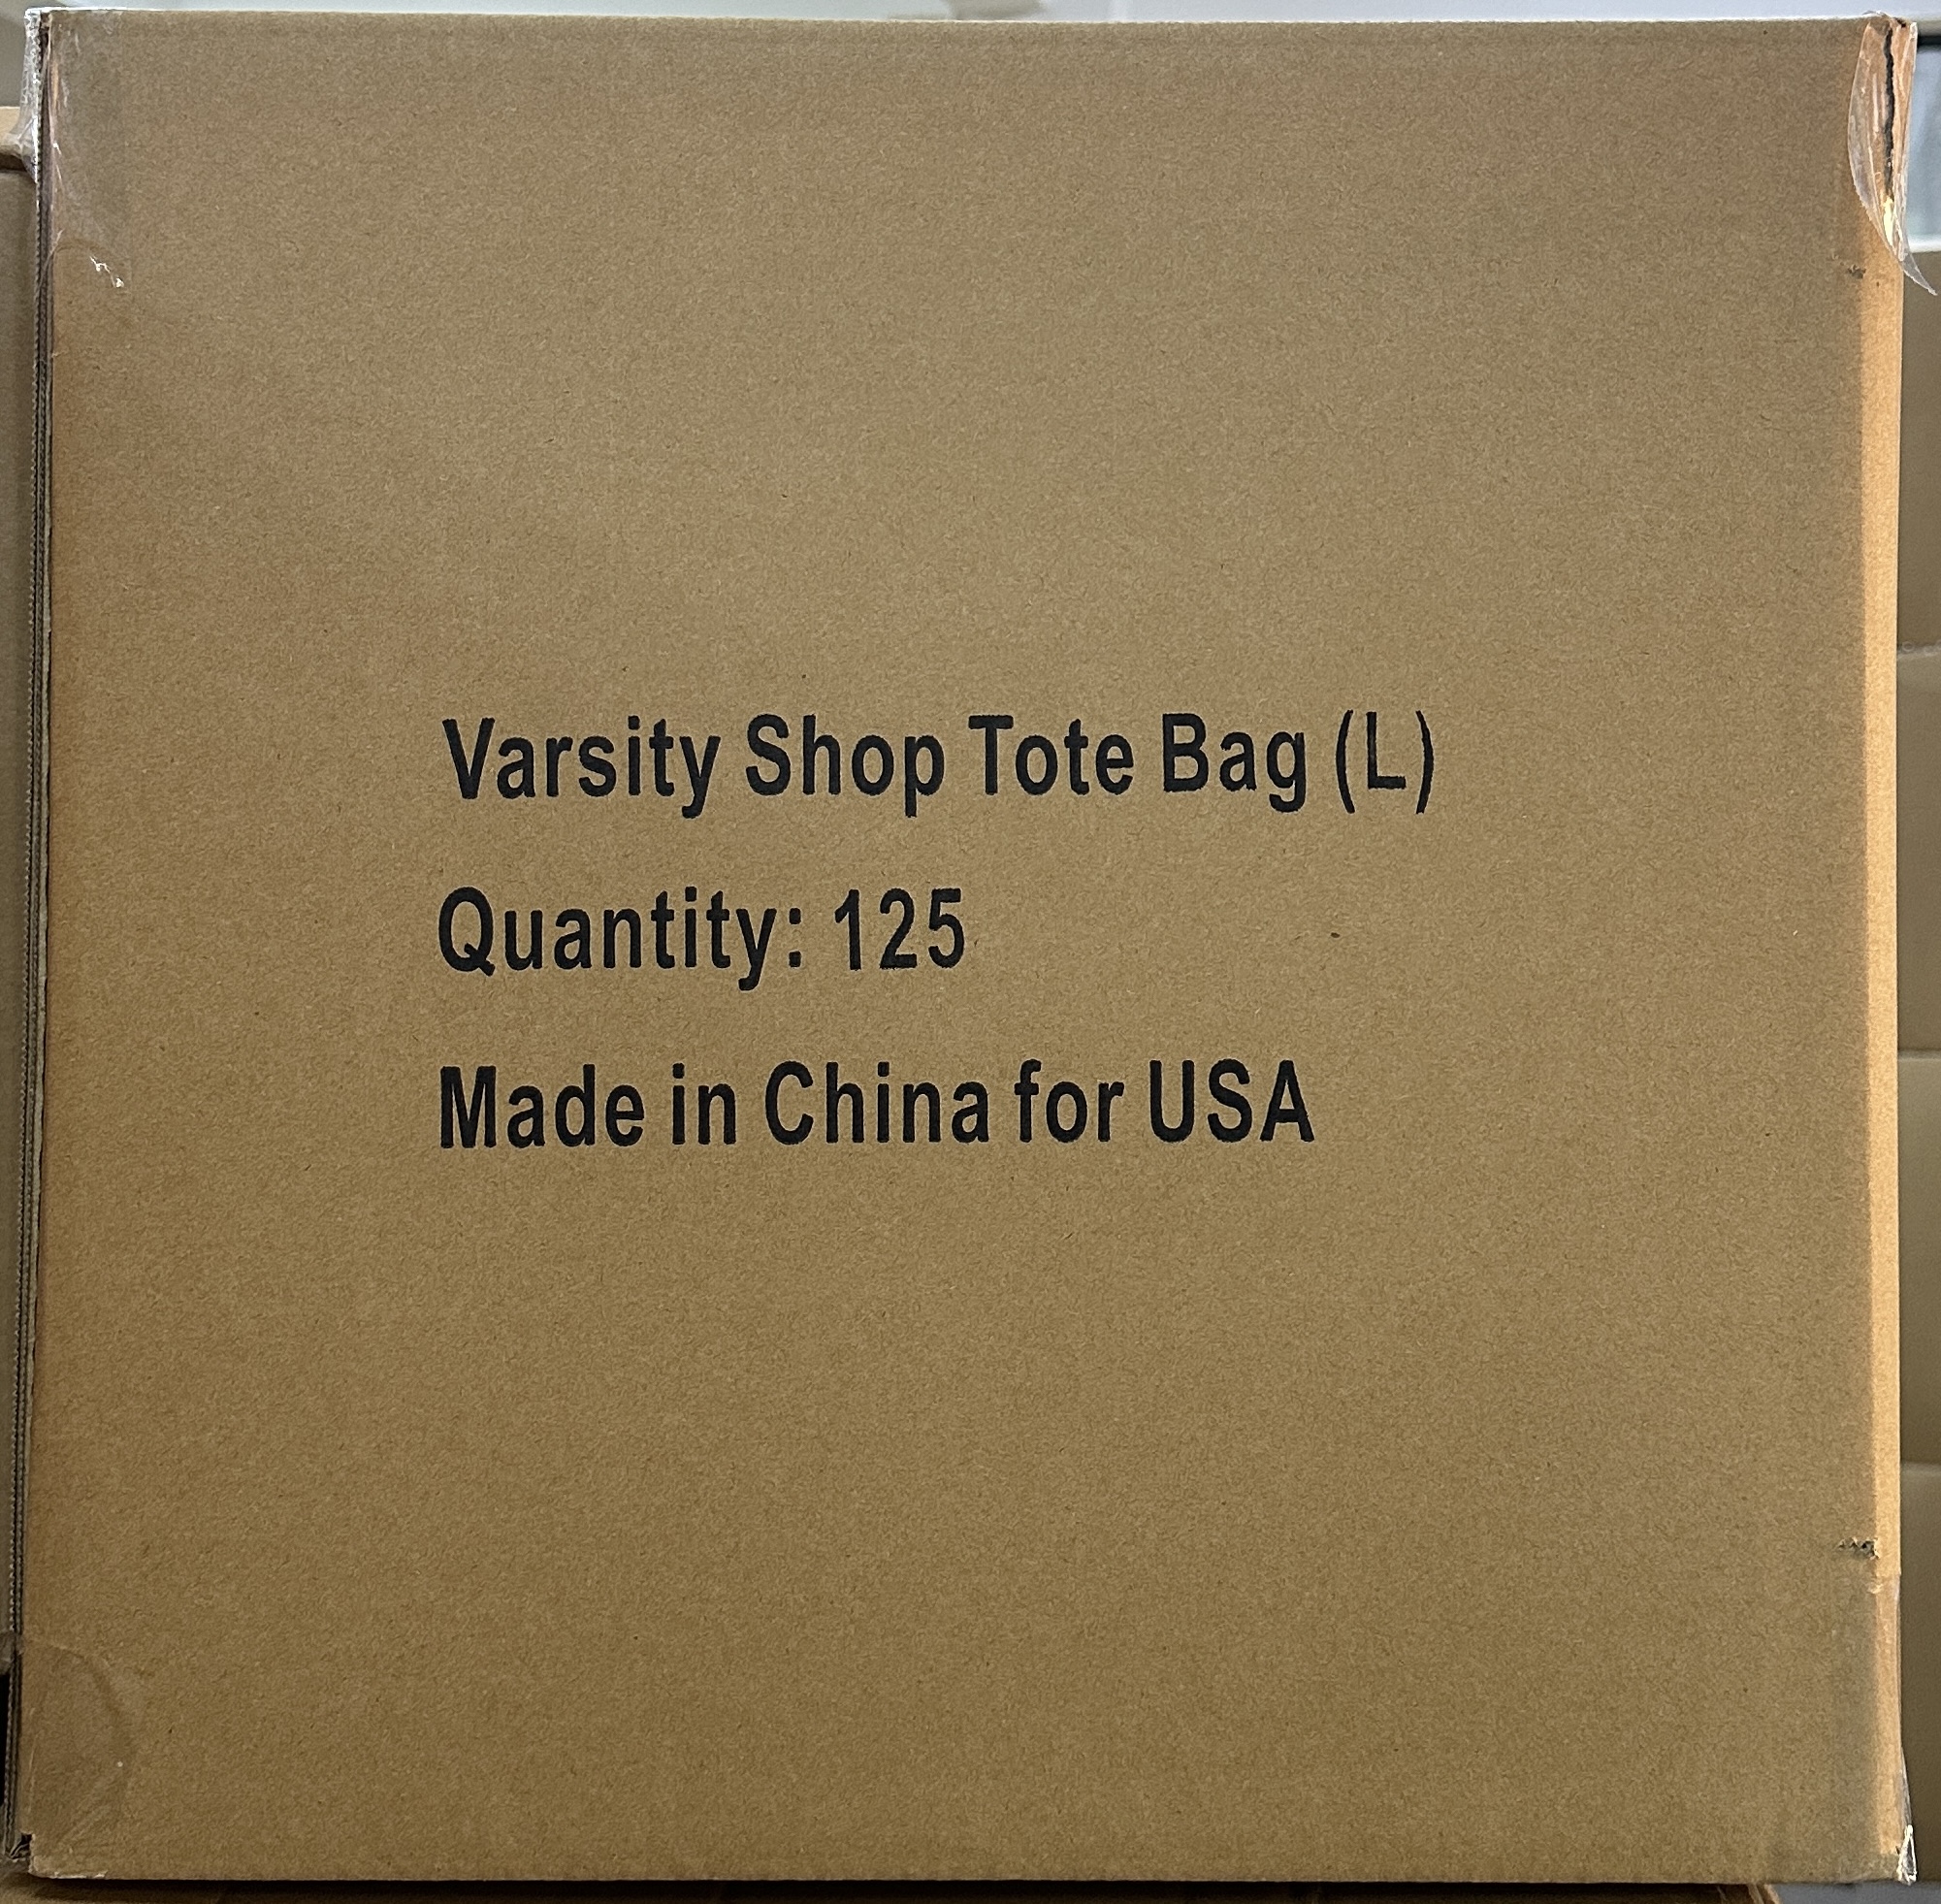 Varsity Shop Tote Bag (L)
Quantity: 125
Made in China for USA